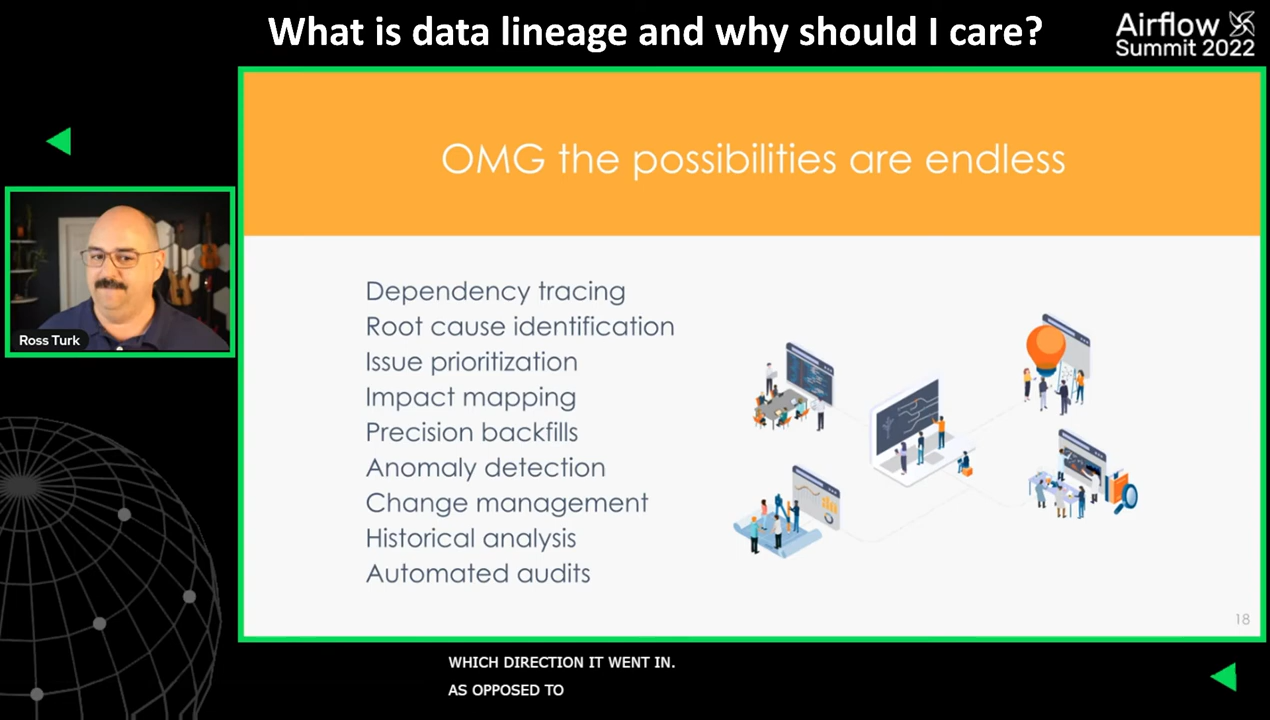 What is data lineage and why should I care?
Airflow
Summit 2022
OMG the possibilities are endless
Ross Turk
Dependency tracing
Root cause identification
Issue prioritization
Impact mapping
Precision backfills
Anomaly detection
Change management
Historical analysis
Automated audits
18
WHICH DIRECTION IT WENT IN.
AS OPPOSED TO